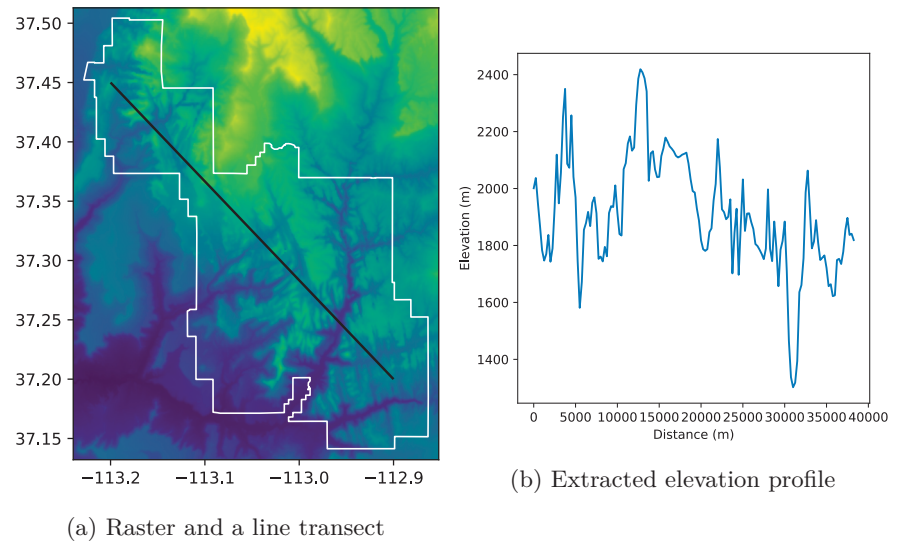 37.50
37.45
37.40
37.35
37.30
37.25
37.20
37.15
−113.2 −113.1 −113.0 −112.9
(a) Raster and a line transect
Elevation (m)
2400
2200
2000
1800
1600
1400
0 5000 10000 15000 20000 25000 30000 35000 40000
Distance (m)
(b) Extracted elevation profile